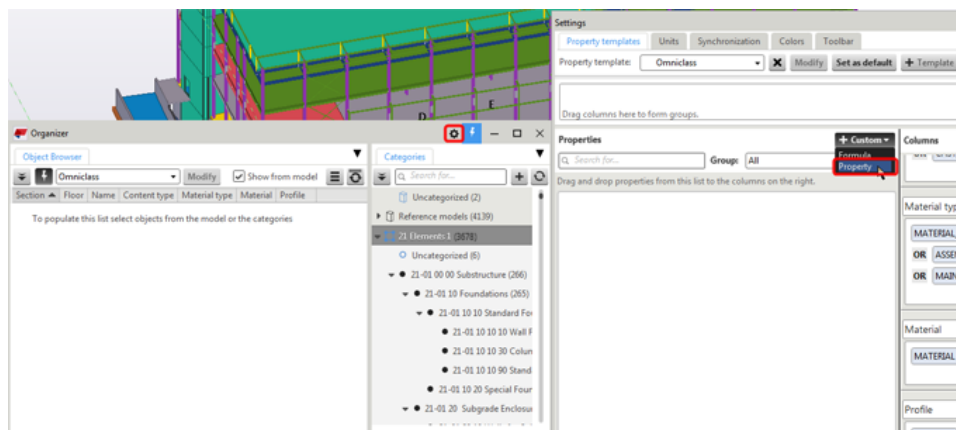 D
E
Organizer
Object Browser
Omniclass
Modify
Show from model
Section
Floor
Name
Content type
Material type
Material
Profile
To populate this list select objects from the model or the categories
Categories
Search for...
Uncategorized (2)
Reference models (4139)
21 Elements 1 (3678)
Uncategorized (6)
21-01 00 00 Substructure (266)
21-01 10 Foundations (265)
21-01 10 10 Standard Fo
21-01 10 10 10 Wall F
21-01 10 10 30 Colun
21-01 10 10 90 Stand
21-01 10 20 Special Four
21-01 20 Subgrade Enclosu
Settings
Property templates
Units
Synchronization
Colors
Toolbar
Property template:
Omniclass
Modify
Set as default
+ Template
Drag columns here to form groups.
Properties
+ Custom
Formula
Property
Search for...
Group:
All
Drag and drop properties from this list to the columns on the right.
Columns
Material typ
MATERIAL_
OR ASSEM
OR MAIN
Material
MATERIAL
Profile